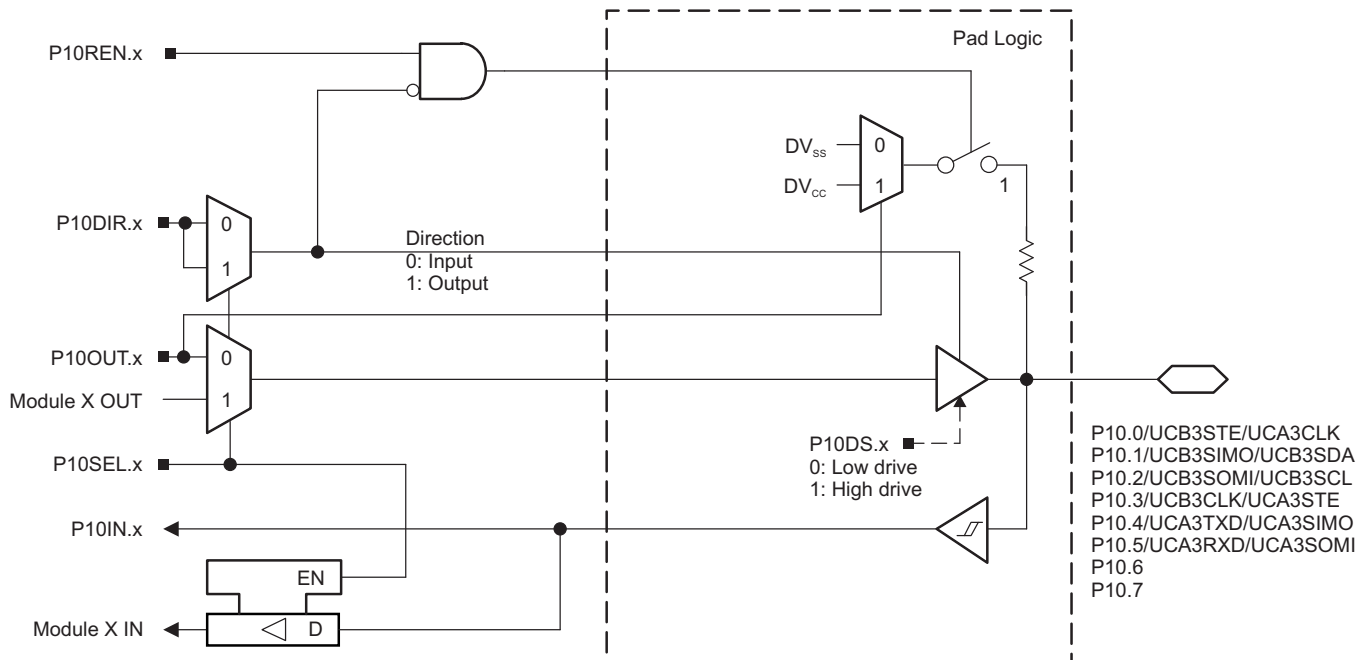 Pad Logic
P10REN.x
DVSS
0
DVCC
1
1
P10DIR.x
0
1
Direction
0: Input
1: Output
P10OUT.x
0
Module X OUT
1
P10DS.x
0: Low drive
1: High drive
P10SEL.x
P10IN.x
EN
Module X IN
D
P10.0/UCB3STE/UCA3CLK
P10.1/UCB3SIMO/UCB3SDA
P10.2/UCB3SOMI/UCB3SCL
P10.3/UCB3CLK/UCA3STE
P10.4/UCA3TXD/UCA3SIMO
P10.5/UCA3RXD/UCA3SOMI
P10.6
P10.7